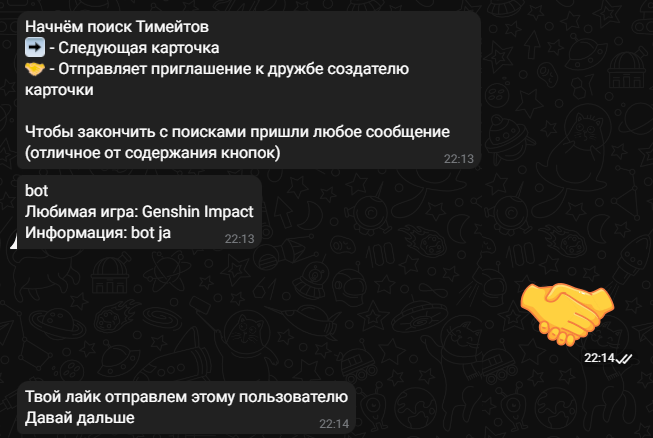 Начнём поиск Тимейтов
➡ - Следующая карточка
🤝 - Отправляет приглашение к дружбе создателю
карточки
Чтобы закончить с поисками пришли любое сообщение
(отличное от содержания кнопок)
22:13
bot
Любимая игра: Genshin Impact
Информация: bot ja
22:13
22:14
Твой лайк отправлем этому пользователю
Давай дальше
22:14